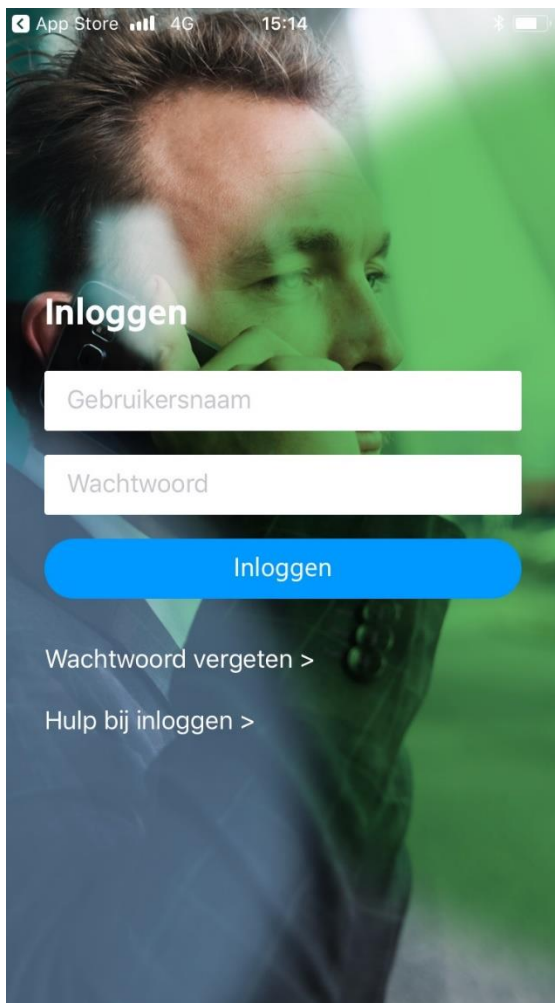 App Store 4G 15:14
Inloggen
Gebruikersnaam
Wachtwoord
Inloggen
Wachtwoord vergeten >
Hulp bij inloggen >